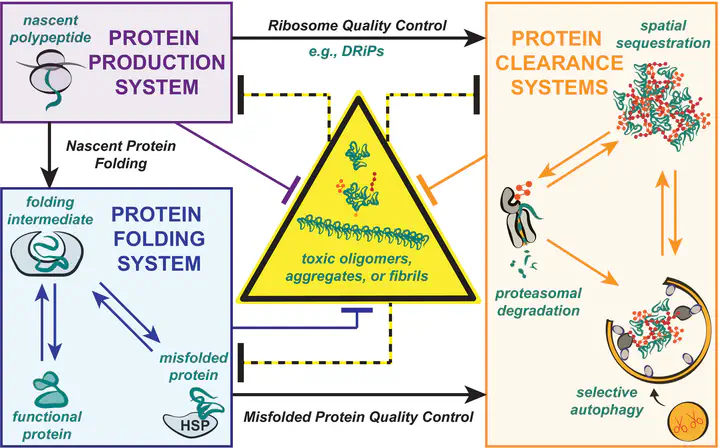 nascent
polypeptide
PROTEIN
PRODUCTION
SYSTEM
Ribosome Quality Control
e.g., DRiPs
PROTEIN
CLEARANCE
SYSTEMS
spatial
sequestration
Nascent Protein
Folding
folding
intermediate
PROTEIN
FOLDING
SYSTEM
toxic oligomers,
aggregates, or fibrils
proteasomal
degradation
misfolded
protein
HSP
functional
protein
Misfolded Protein Quality Control
selective
autophagy